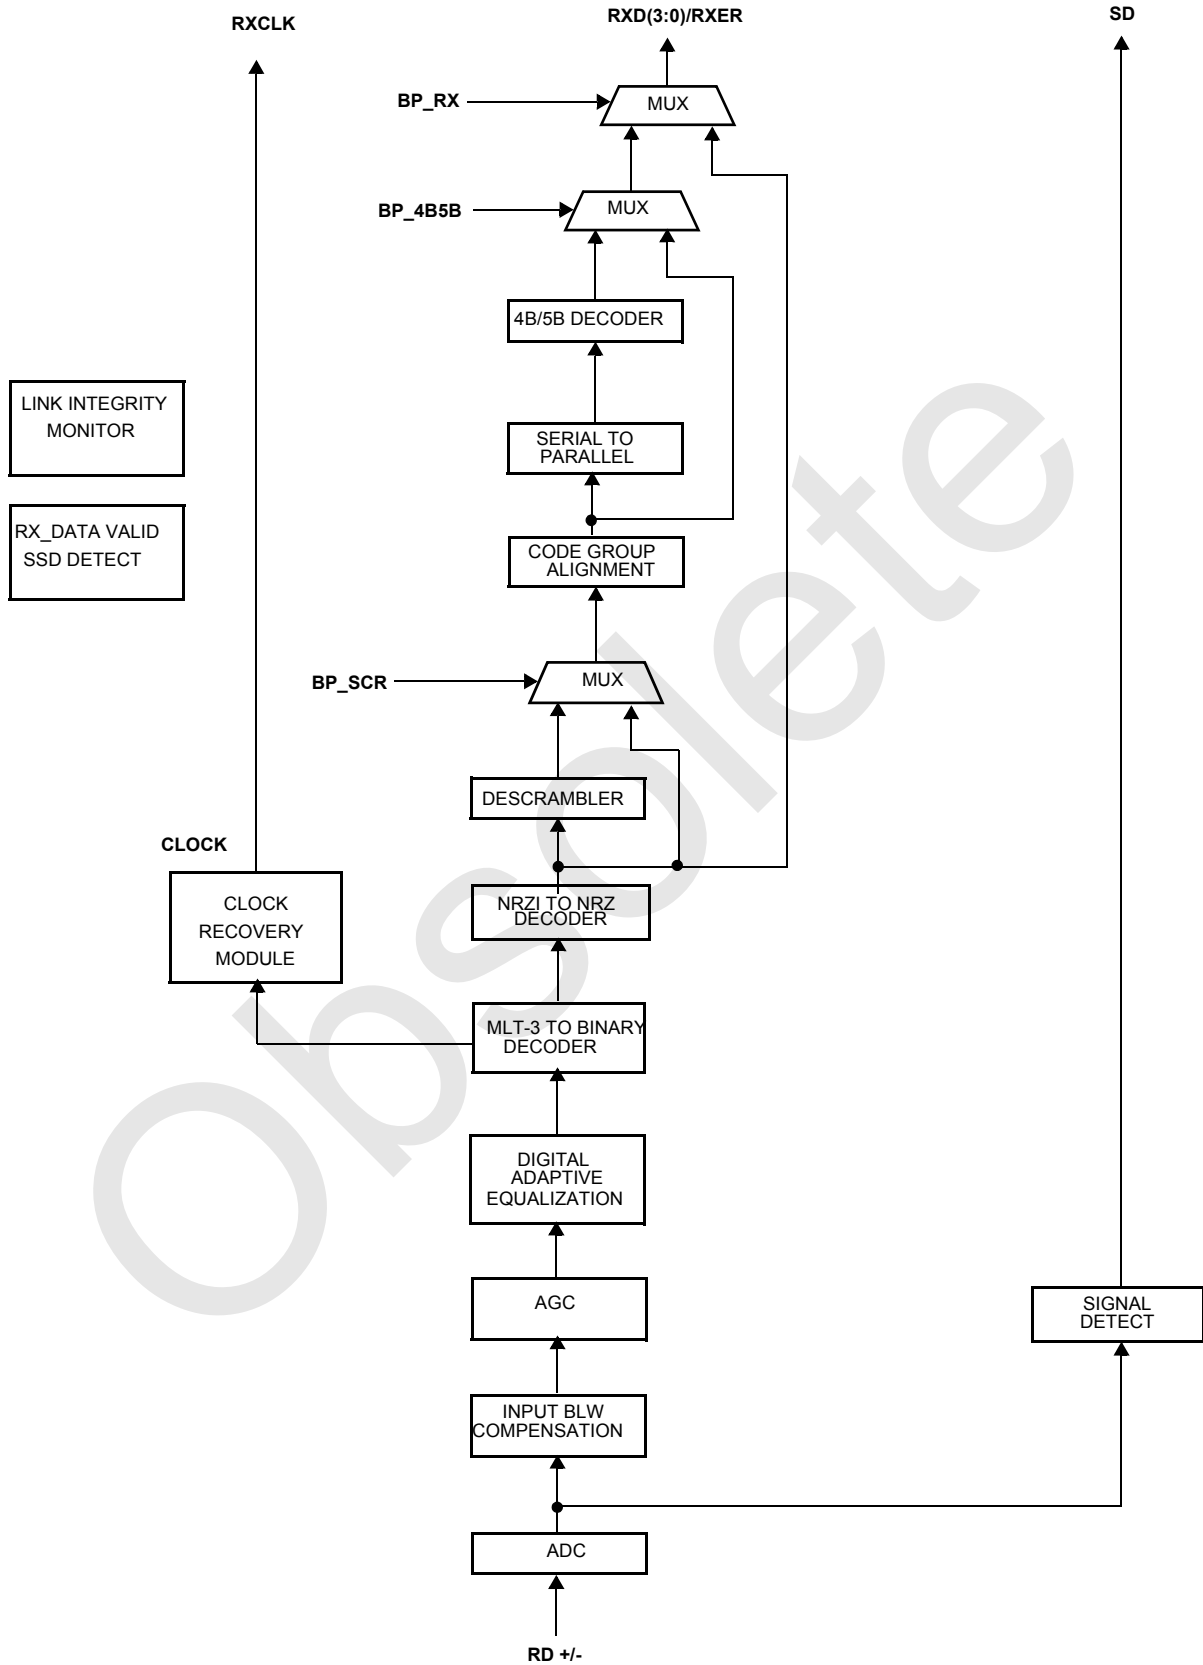 RXCLK
RXD(3:0)/RXER
SD
BP_RX
MUX
BP_4B5B
MUX
4B/5B DECODER
LINK INTEGRITY
MONITOR
SERIAL TO
PARALLEL
RX_DATA VALID
SSD DETECT
CODE GROUP
ALIGNMENT
BP_SCR
MUX
DESCRAMBLER
CLOCK
CLOCK
RECOVERY
MODULE
NRZI TO NRZ
DECODER
MLT-3 TO BINARY
DECODER
DIGITAL
ADAPTIVE
EQUALIZATION
AGC
SIGNAL
DETECT
INPUT BLW
COMPENSATION
ADC
RD +/-
Obsolete